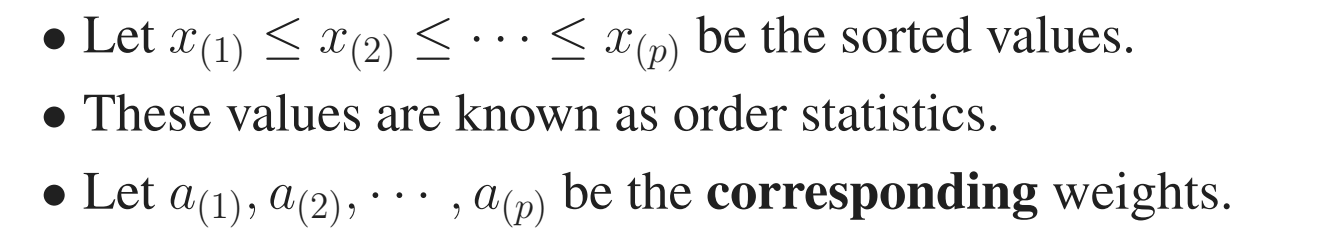 • Let x₍₁₎ ≤ x₍₂₎ ≤ ⋯ ≤ x₍ₚ₎ be the sorted values.
• These values are known as order statistics.
• Let a₍₁₎, a₍₂₎, ⋯ , a₍ₚ₎ be the corresponding weights.